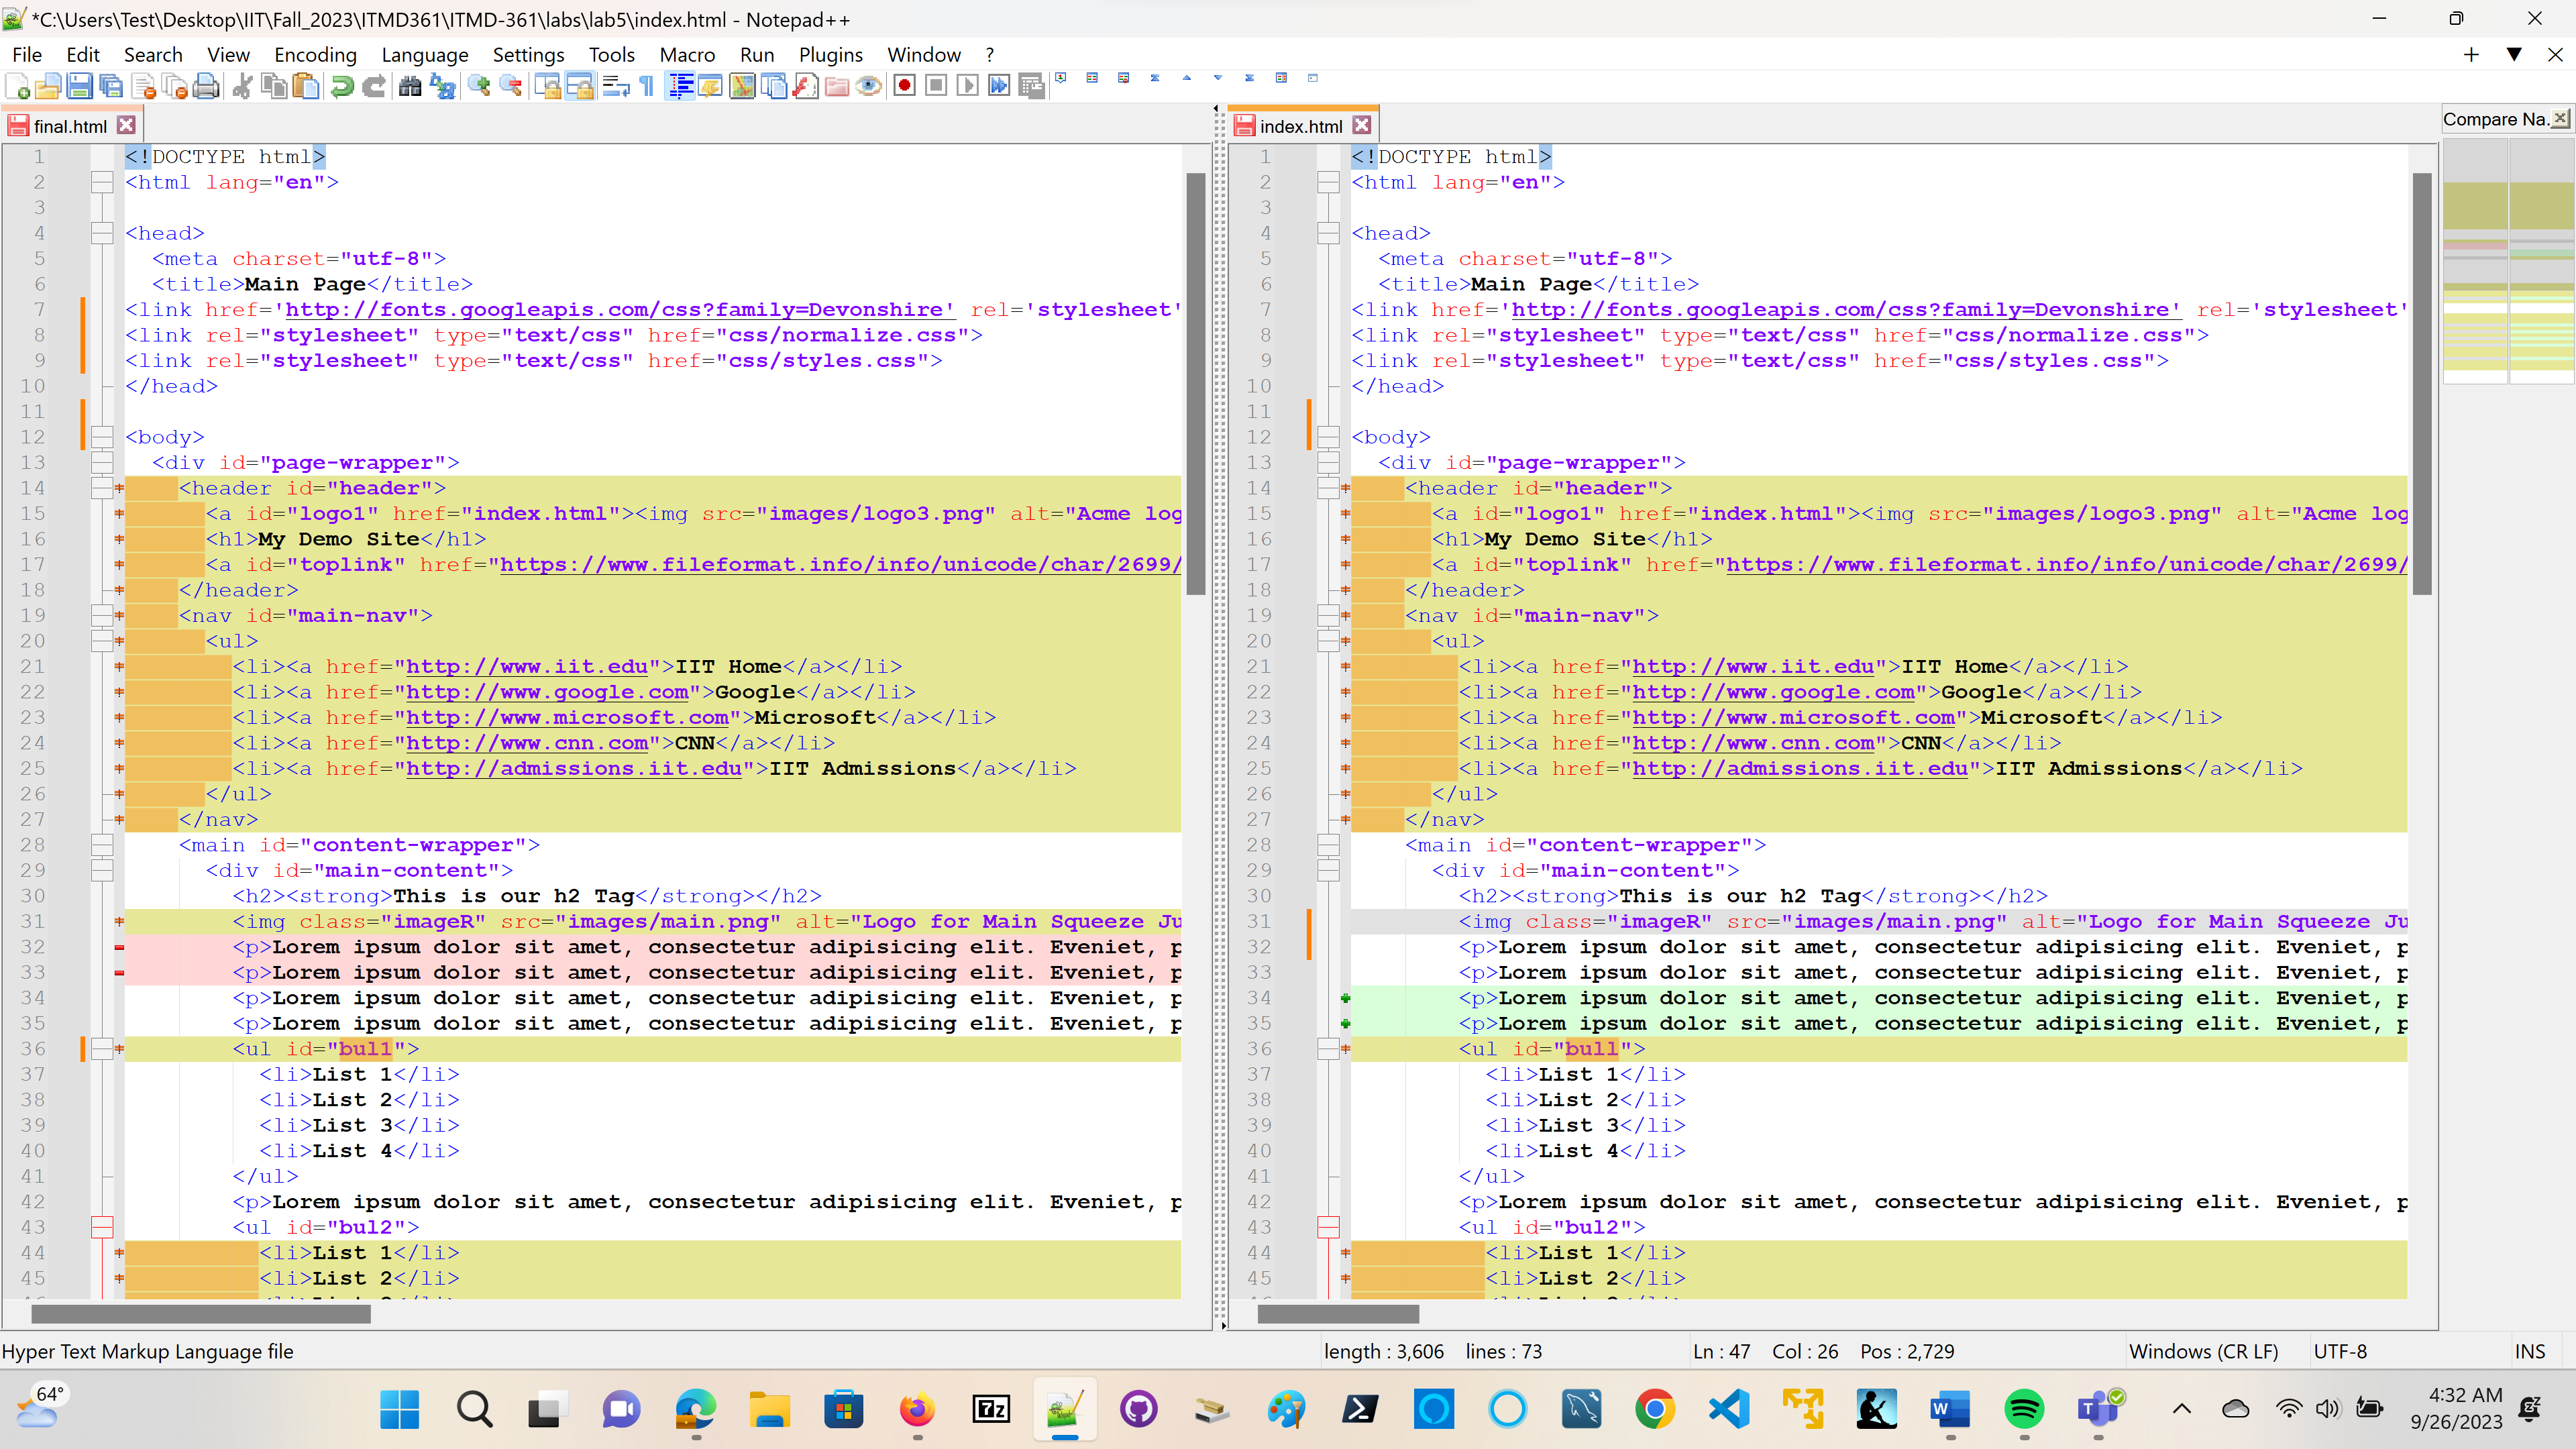 *C:\Users\Test\Desktop\IIT\Fall_2023\ITMD361\ITMD-361\labs\lab5\index.html - Notepad++
File Edit Search View Encoding Language Settings Tools Macro Run Plugins Window ?
final.html
1 <!DOCTYPE html>
2 <html lang="en">
3
4 <head>
5 <meta charset="utf-8">
6 <title>Main Page</title>
7 <link href='http://fonts.googleapis.com/css?family=Devonshire' rel='stylesheet'
8 <link rel="stylesheet" type="text/css" href="css/normalize.css">
9 <link rel="stylesheet" type="text/css" href="css/styles.css">
10 </head>
11
12 <body>
13 <div id="page-wrapper">
14 <header id="header">
15 <a id="logo1" href="index.html"><img src="images/logo3.png" alt="Acme log
16 <h1>My Demo Site</h1>
17 <a id="toplink" href="https://www.fileformat.info/info/unicode/char/2699/
18 </header>
19 <nav id="main-nav">
20 <ul>
21 <li><a href="http://www.iit.edu">IIT Home</a></li>
22 <li><a href="http://www.google.com">Google</a></li>
23 <li><a href="http://www.microsoft.com">Microsoft</a></li>
24 <li><a href="http://www.cnn.com">CNN</a></li>
25 <li><a href="http://admissions.iit.edu">IIT Admissions</a></li>
26 </ul>
27 </nav>
28 <main id="content-wrapper">
29 <div id="main-content">
30 <h2><strong>This is our h2 Tag</strong></h2>
31 <img class="imageR" src="images/main.png" alt="Logo for Main Squeeze Ju
32 <p>Lorem ipsum dolor sit amet, consectetur adipisicing elit. Eveniet, p
33 <p>Lorem ipsum dolor sit amet, consectetur adipisicing elit. Eveniet, p
34 <p>Lorem ipsum dolor sit amet, consectetur adipisicing elit. Eveniet, p
35 <p>Lorem ipsum dolor sit amet, consectetur adipisicing elit. Eveniet, p
36 <ul id="bul1">
37 <li>List 1</li>
38 <li>List 2</li>
39 <li>List 3</li>
40 <li>List 4</li>
41 </ul>
42 <p>Lorem ipsum dolor sit amet, consectetur adipisicing elit. Eveniet, p
43 <ul id="bul2">
44 <li>List 1</li>
45 <li>List 2</li>
index.html
1 <!DOCTYPE html>
2 <html lang="en">
3
4 <head>
5 <meta charset="utf-8">
6 <title>Main Page</title>
7 <link href='http://fonts.googleapis.com/css?family=Devonshire' rel='stylesheet'
8 <link rel="stylesheet" type="text/css" href="css/normalize.css">
9 <link rel="stylesheet" type="text/css" href="css/styles.css">
10 </head>
11
12 <body>
13 <div id="page-wrapper">
14 <header id="header">
15 <a id="logo1" href="index.html"><img src="images/logo3.png" alt="Acme log
16 <h1>My Demo Site</h1>
17 <a id="toplink" href="https://www.fileformat.info/info/unicode/char/2699/
18 </header>
19 <nav id="main-nav">
20 <ul>
21 <li><a href="http://www.iit.edu">IIT Home</a></li>
22 <li><a href="http://www.google.com">Google</a></li>
23 <li><a href="http://www.microsoft.com">Microsoft</a></li>
24 <li><a href="http://www.cnn.com">CNN</a></li>
25 <li><a href="http://admissions.iit.edu">IIT Admissions</a></li>
26 </ul>
27 </nav>
28 <main id="content-wrapper">
29 <div id="main-content">
30 <h2><strong>This is our h2 Tag</strong></h2>
31 <img class="imageR" src="images/main.png" alt="Logo for Main Squeeze Ju
32 <p>Lorem ipsum dolor sit amet, consectetur adipisicing elit. Eveniet, p
33 <p>Lorem ipsum dolor sit amet, consectetur adipisicing elit. Eveniet, p
34 <p>Lorem ipsum dolor sit amet, consectetur adipisicing elit. Eveniet, p
35 <p>Lorem ipsum dolor sit amet, consectetur adipisicing elit. Eveniet, p
36 <ul id="bull">
37 <li>List 1</li>
38 <li>List 2</li>
39 <li>List 3</li>
40 <li>List 4</li>
41 </ul>
42 <p>Lorem ipsum dolor sit amet, consectetur adipisicing elit. Eveniet, p
43 <ul id="bul2">
44 <li>List 1</li>
45 <li>List 2</li>
Compare Na.
Hyper Text Markup Language file length : 3,606 lines : 73 Ln : 47 Col : 26 Pos : 2,729 Windows (CR LF) UTF-8 INS
64°
7z
W
T
4:32 AM
9/26/2023